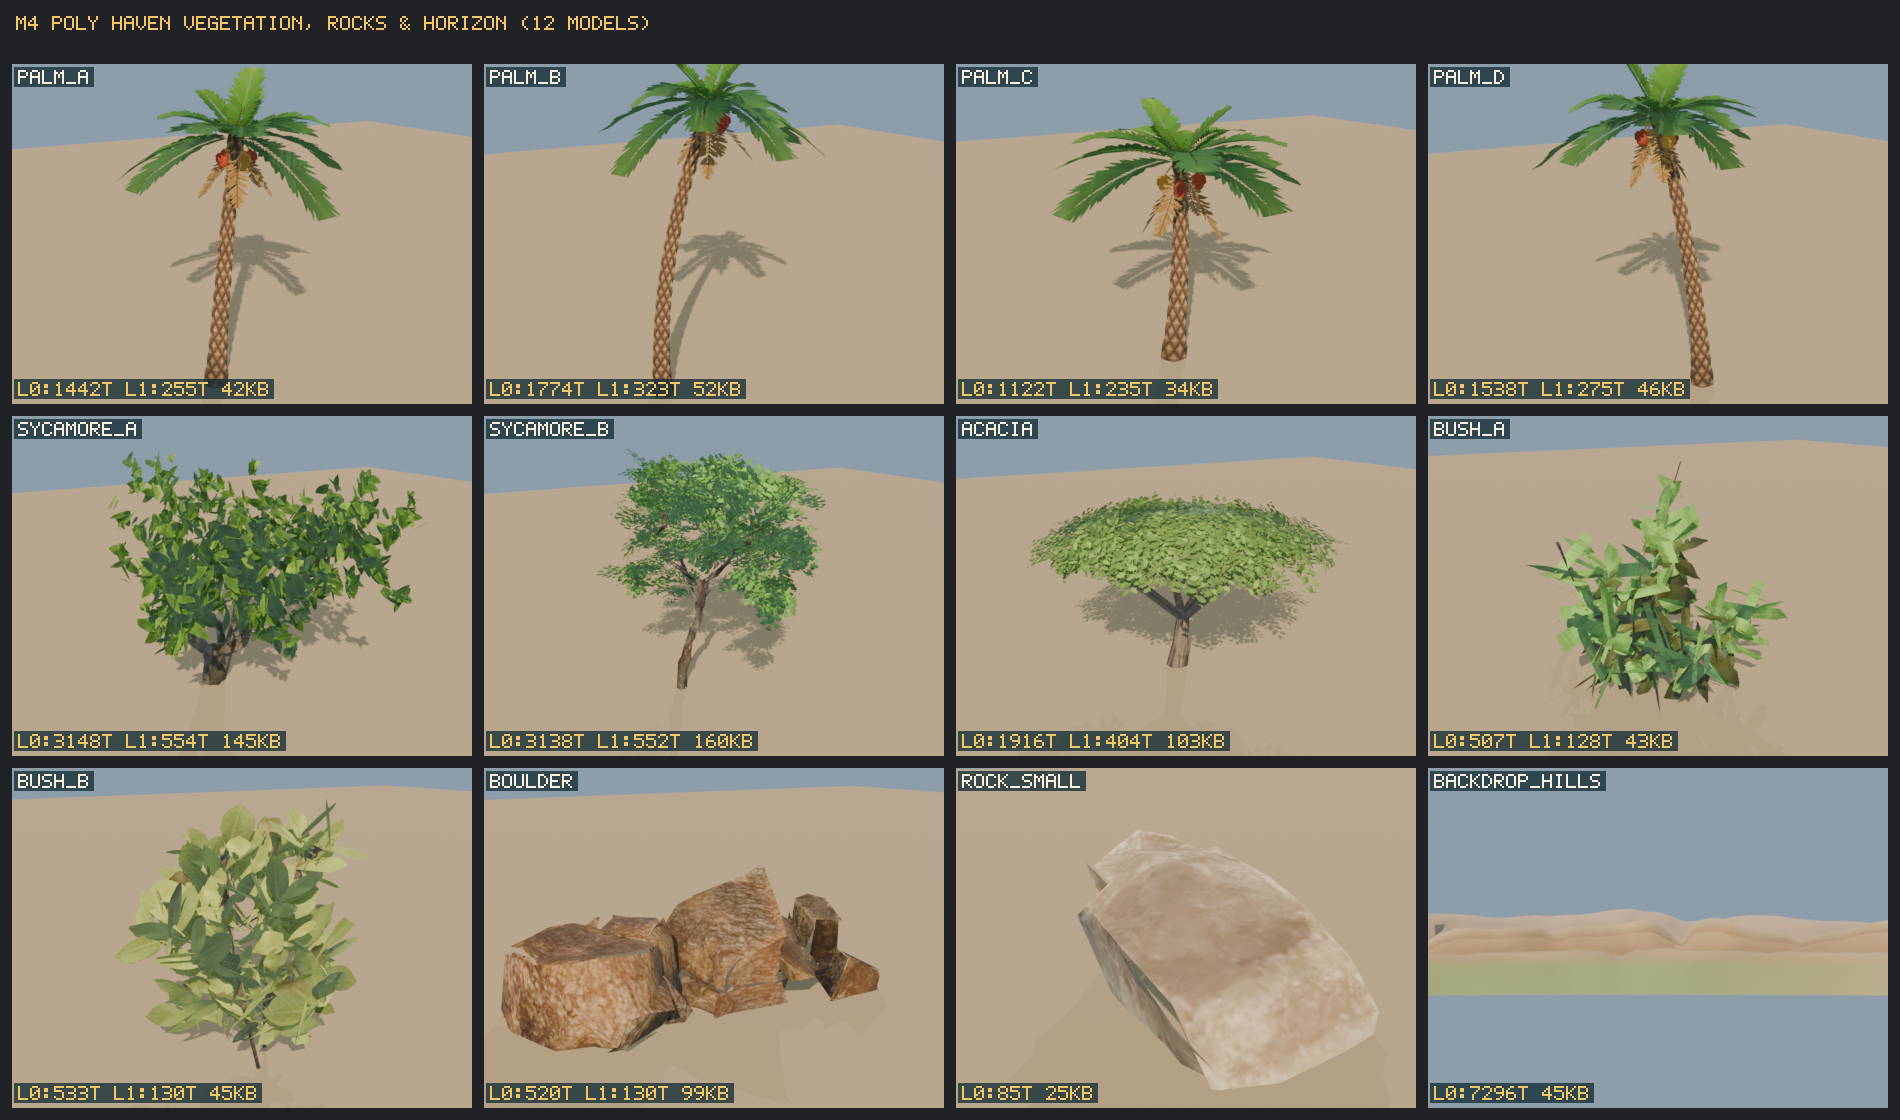 M4 POLY HAVEN VEGETATION, ROCKS & HORIZON (12 MODELS)
PALM_A
L0:1442T L1:255T 42KB
PALM_B
L0:1774T L1:323T 52KB
PALM_C
L0:1122T L1:235T 34KB
PALM_D
L0:1538T L1:275T 46KB
SYCAMORE_A
L0:3148T L1:554T 145KB
SYCAMORE_B
L0:3138T L1:552T 160KB
ACACIA
L0:1916T L1:404T 103KB
BUSH_A
L0:507T L1:128T 43KB
BUSH_B
L0:533T L1:130T 45KB
BOULDER
L0:520T L1:130T 99KB
ROCK_SMALL
L0:85T 25KB
BACKDROP_HILLS
L0:7296T 45KB